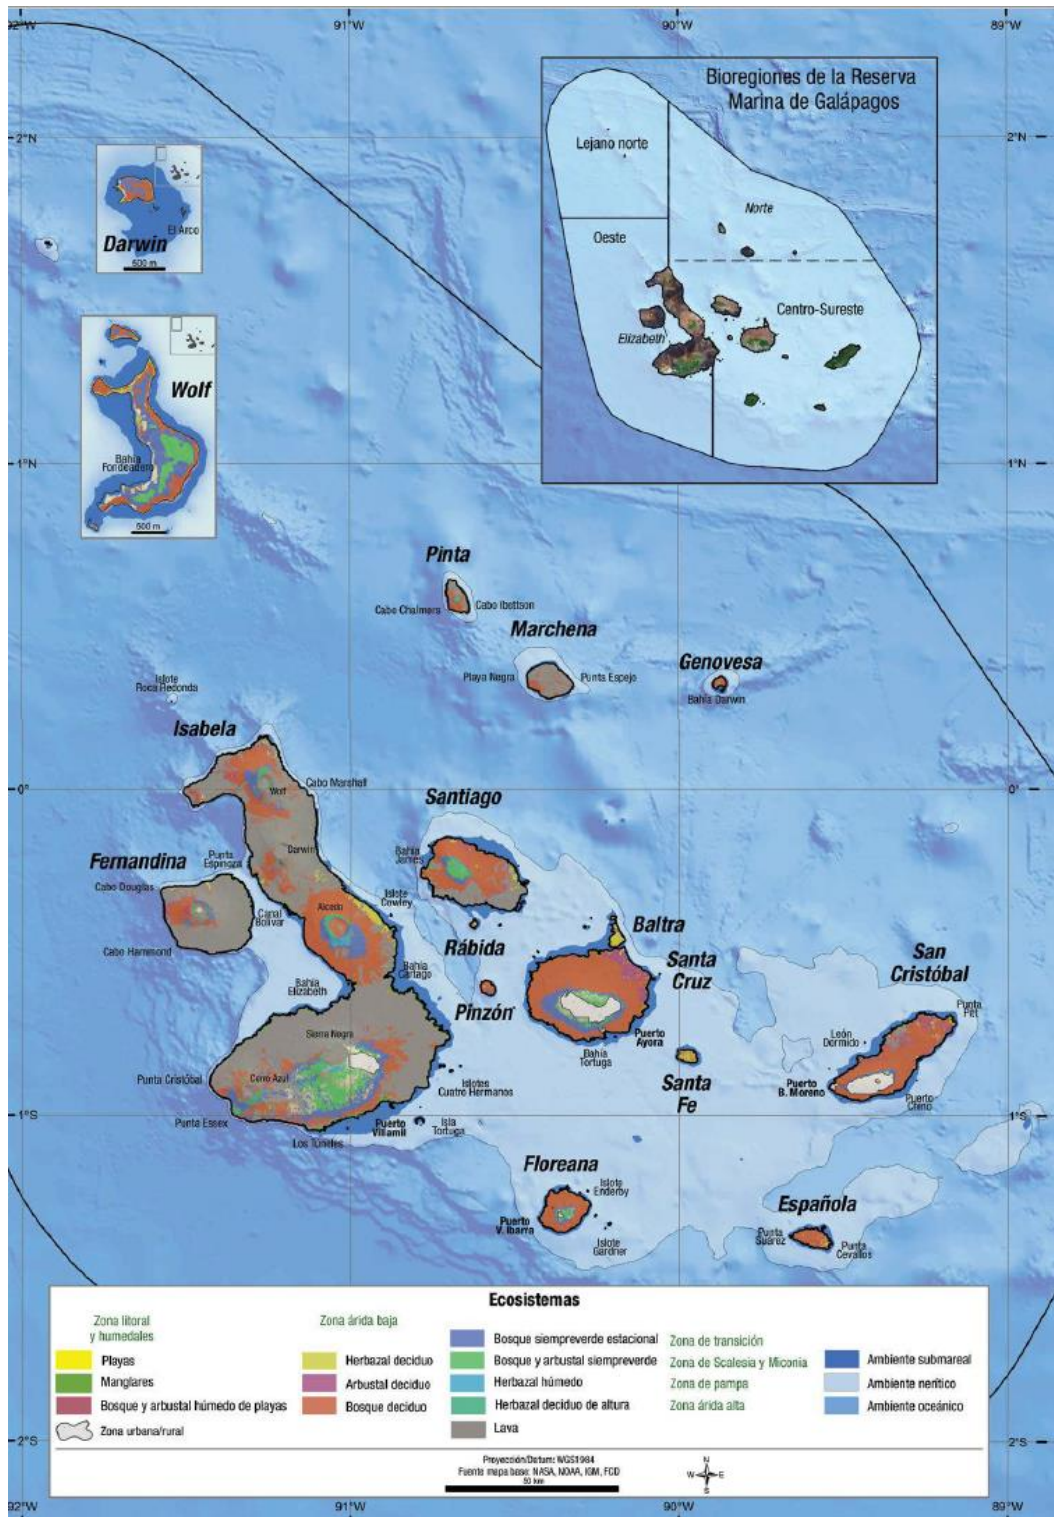 92°W
91°W
90°W
89°W
2°N
2°N
Bioregiones de la Reserva
Marina de Galápagos
Lejano norte
Norte
Oeste
Centro-Sureste
Elizabeth
El Arco
Darwin
500 m
Wolf
Bahía
Fondeadero
500 m
1°N
1°N
Pinta
Cabo Chalmers
Cabo Ibettson
Marchena
Playa Negra
Punta Espejo
Genovesa
Bahía Darwin
Islote
Roca Redonda
Isabela
Wolf
Cabo Marshall
0°
0°
Santiago
Bahía
James
Darwin
Punta
Espinoza
Fernandina
Cabo Douglas
Canal
Bolívar
Cabo Hammond
Alcedo
Islote
Cowley
Rábida
Baltra
Santa
Cruz
San
Cristóbal
Bahía
Cartago
Bahía
Elizabeth
Pinzón
Punta
Pitt
Sierra Negra
Puerto
Ayora
Bahía
Tortuga
León
Dormido
Punta Cristóbal
Cerro Azul
Islotes
Cuatro Hermanos
Santa
Fe
Puerto
B. Moreno
Puerto
Chino
1°S
1°S
Punta Essex
Los Túneles
Puerto
Villamil
Isla
Tortuga
Floreana
Islote
Enderby
Puerto
V. Ibarra
Islote
Gardner
Española
Punta
Suárez
Punta
Cevallos
Ecosistemas
Zona litoral
y humedales
Playas
Manglares
Bosque y arbustal húmedo de playas
Zona urbana/rural
Zona árida baja
Herbazal deciduo
Arbustal deciduo
Bosque deciduo
Bosque siempreverde estacional
Bosque y arbustal siempreverde
Herbazal húmedo
Herbazal deciduo de altura
Lava
Zona de transición
Zona de Scalesia y Miconia
Zona de pampa
Zona árida alta
Ambiente submareal
Ambiente nerítico
Ambiente oceánico
2°S
2°S
Proyección/Datum: WGS1984
Fuente mapa base: NASA, NOAA, IGM, FCD
50 km
N
W
E
S
92°W
91°W
90°W
89°W